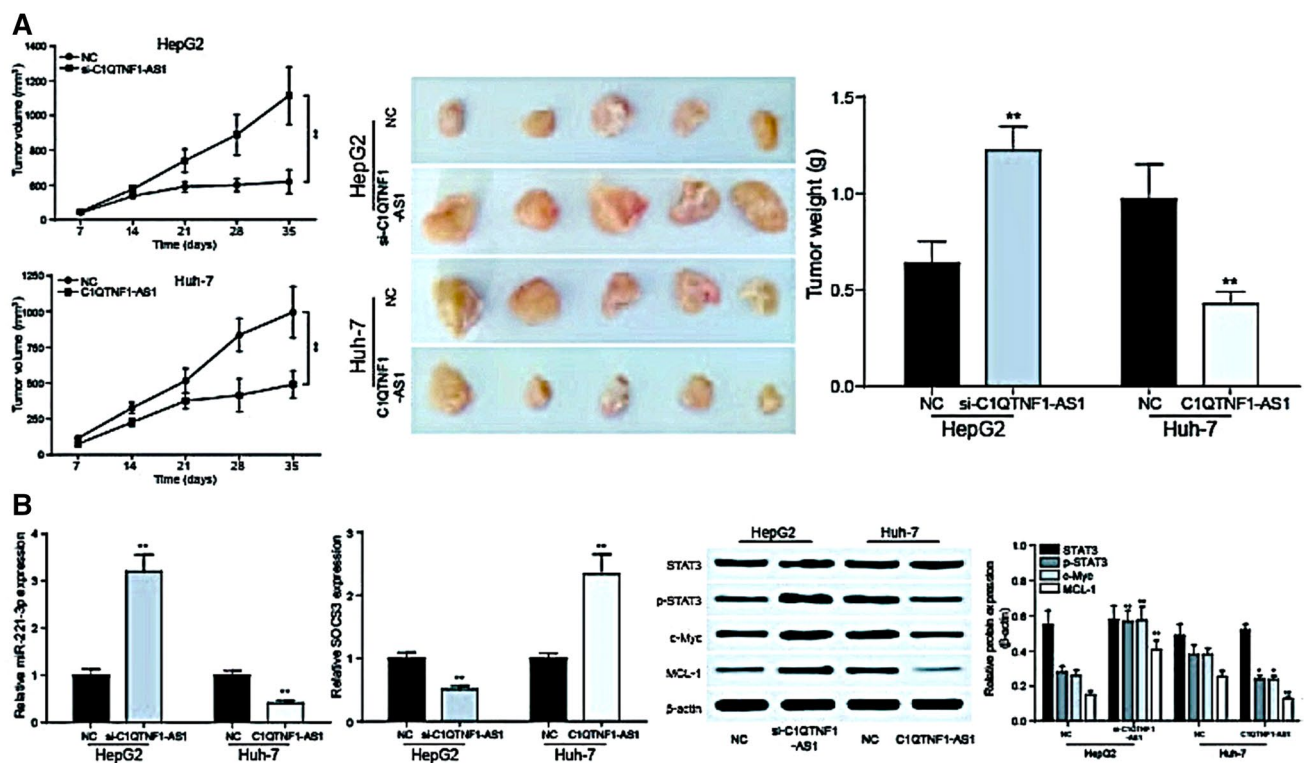 A
HepG2
NC
si-C1QTNF1-AS1
Tumor volume (mm³)
1400
1200
1000
800
600
400
200
0
7 14 21 28 35
Time (days)
**
Huh-7
NC
C1QTNF1-AS1
Tumor volume (mm³)
1250
1000
750
500
250
0
7 14 21 28 35
Time (days)
**
HepG2
NC
si-C1QTNF1
-AS1
Huh-7
NC
C1QTNF1
-AS1
Tumor weight (g)
1.5
1.0
0.5
0.0
**
**
NC si-C1QTNF1-AS1 NC C1QTNF1-AS1
HepG2 Huh-7
B
Relative miR-221-3p expression
4
3
2
1
0
**
**
NC si-C1QTNF1-AS1 NC C1QTNF1-AS1
HepG2 Huh-7
Relative SOCS3 expression
3
2
1
0
**
**
NC si-C1QTNF1-AS1 NC C1QTNF1-AS1
HepG2 Huh-7
HepG2 Huh-7
STAT3
p-STAT3
c-Myc
MCL-1
β-actin
NC si-C1QTNF1 NC C1QTNF1-AS1
-AS1
Relative protein expression
(β-actin)
1.0
0.8
0.6
0.4
0.2
0.0
STAT3
p-STAT3
c-Myc
MCL-1
** ** **
* * **
NC si-C1QTNF1 NC C1QTNF1-AS1
-AS1
HepG2 Huh-7